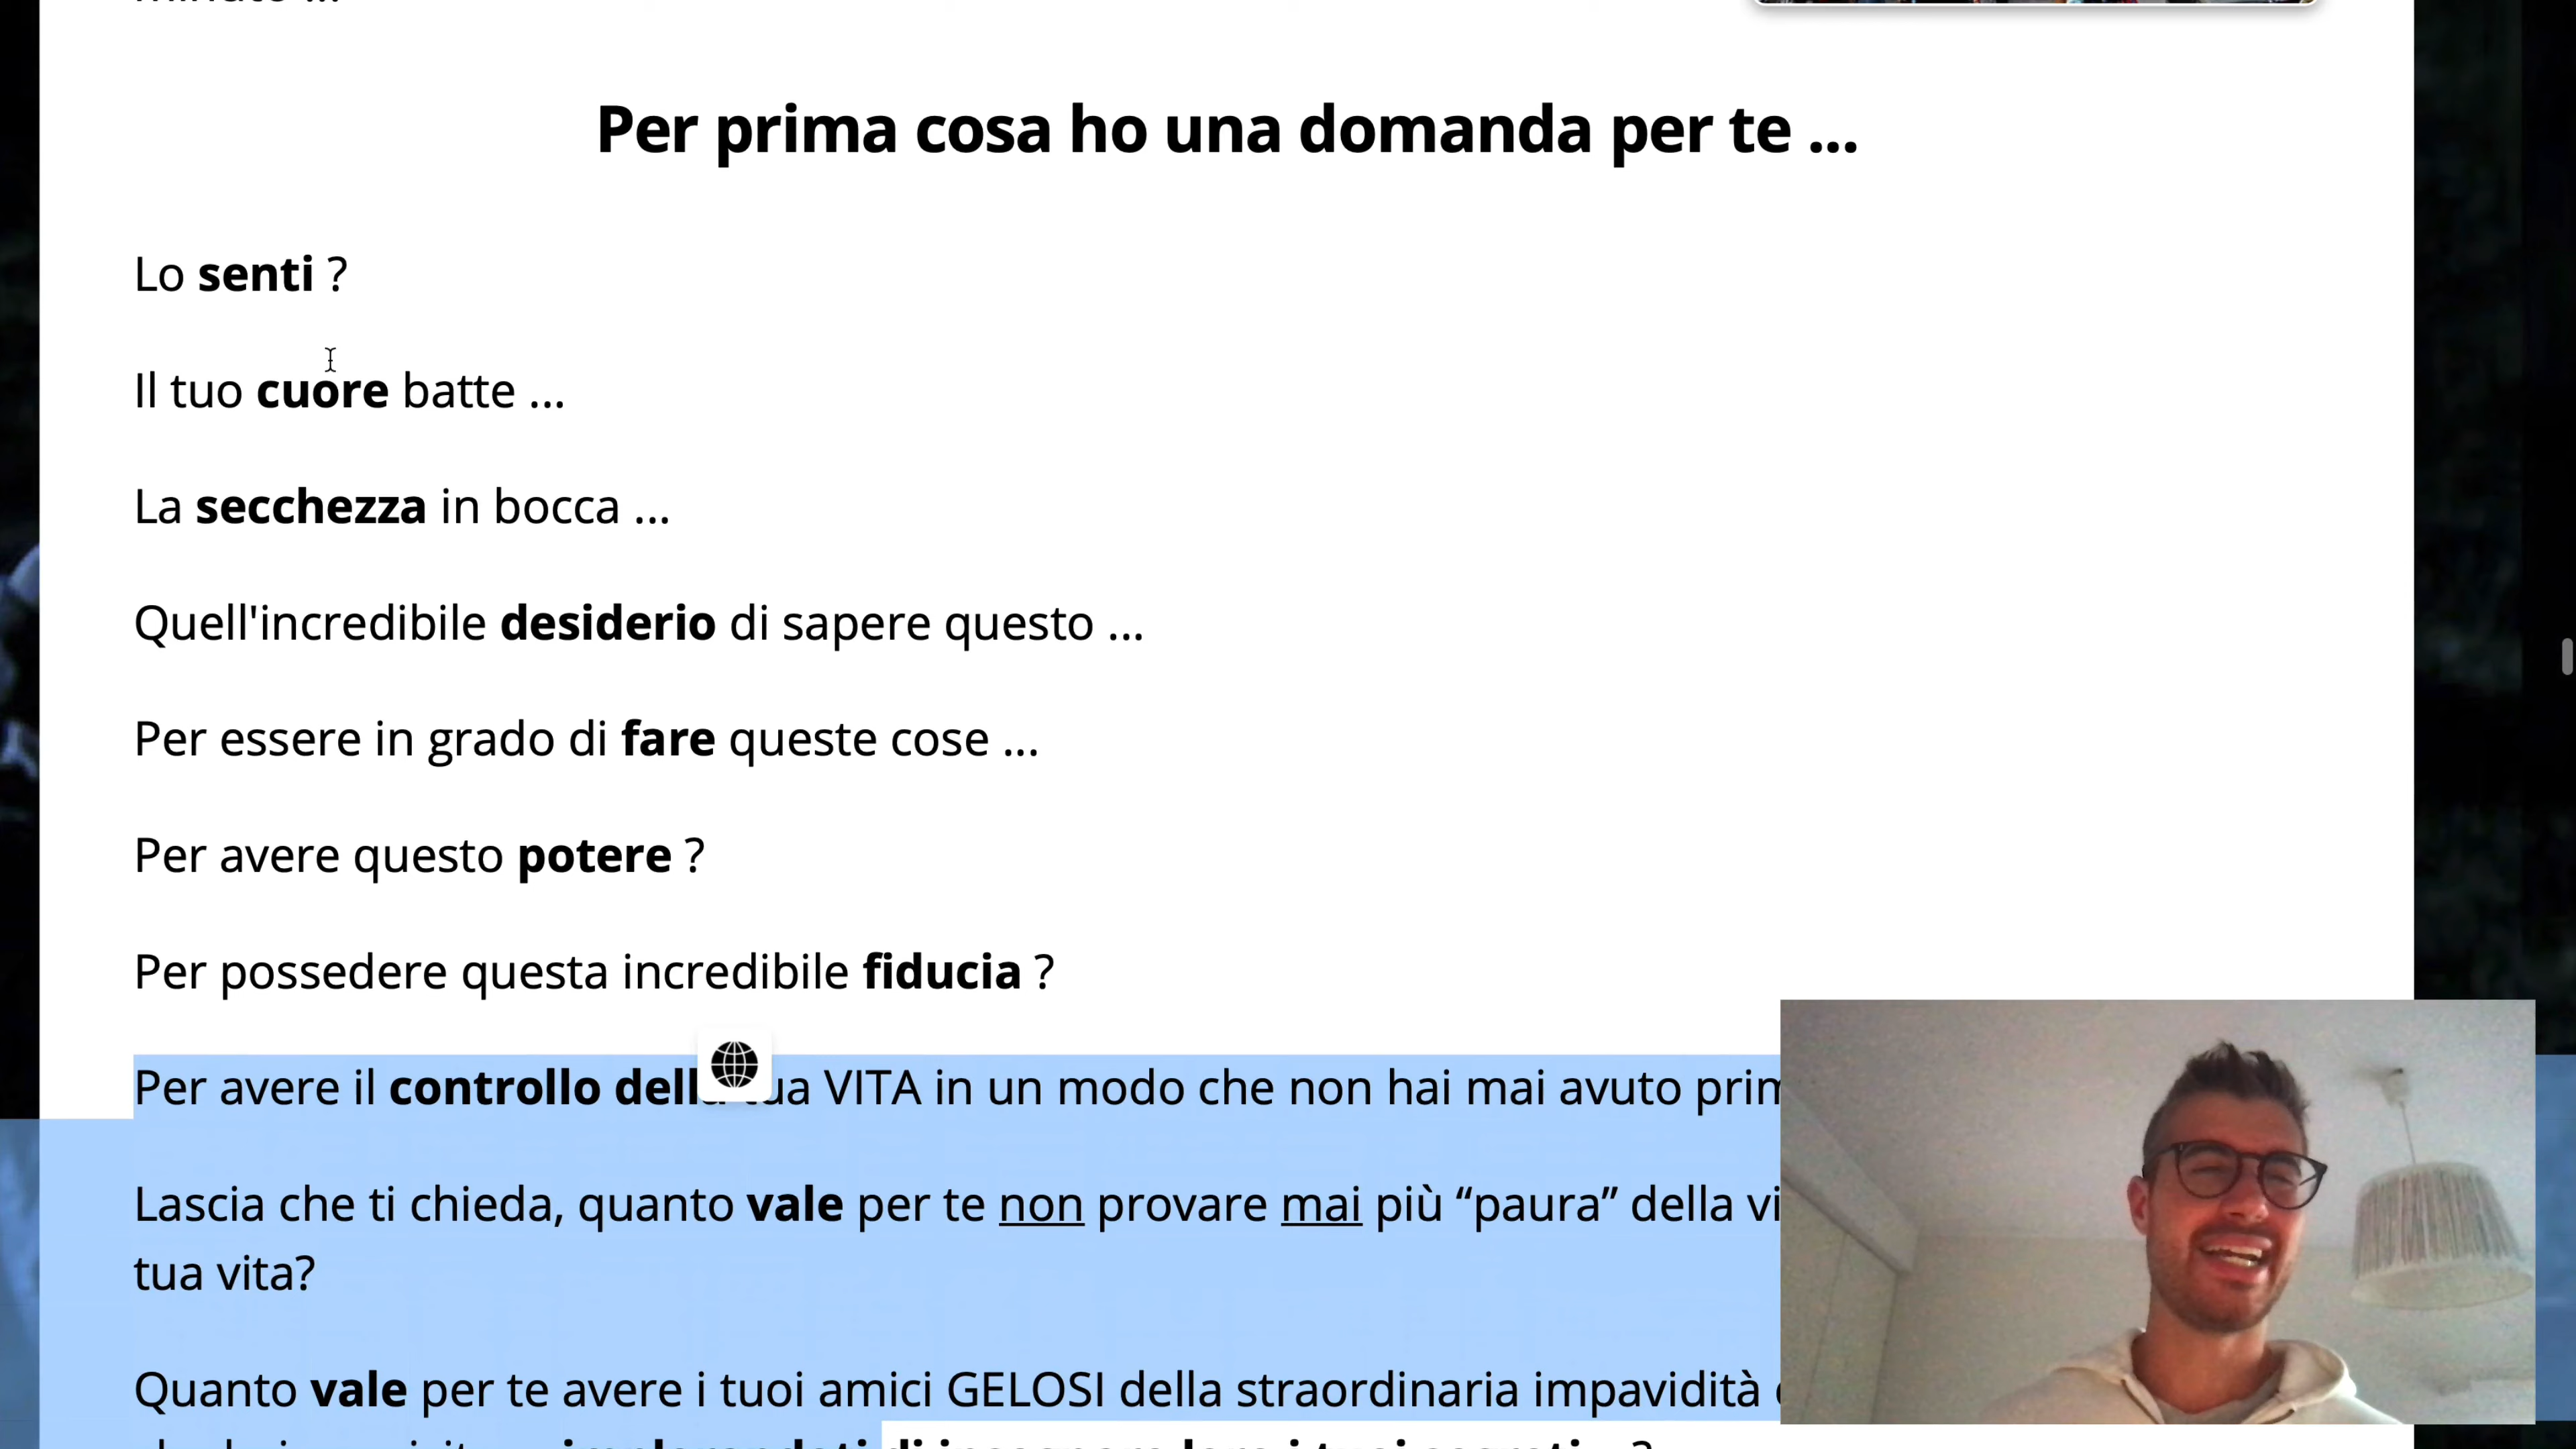 Per prima cosa ho una domanda per te ...
Lo senti ?
Il tuo cuore batte ...
La secchezza in bocca ...
Quell'incredibile desiderio di sapere questo ...
Per essere in grado di fare queste cose ...
Per avere questo potere ?
Per possedere questa incredibile fiducia ?
Per avere il controllo VITA in un modo che non hai mai avuto
Lascia che ti chieda, quanto vale per te non provare mai più “paura” della
tua vita?
Quanto vale per te avere i tuoi amici GELOSI della straordinaria impavidità